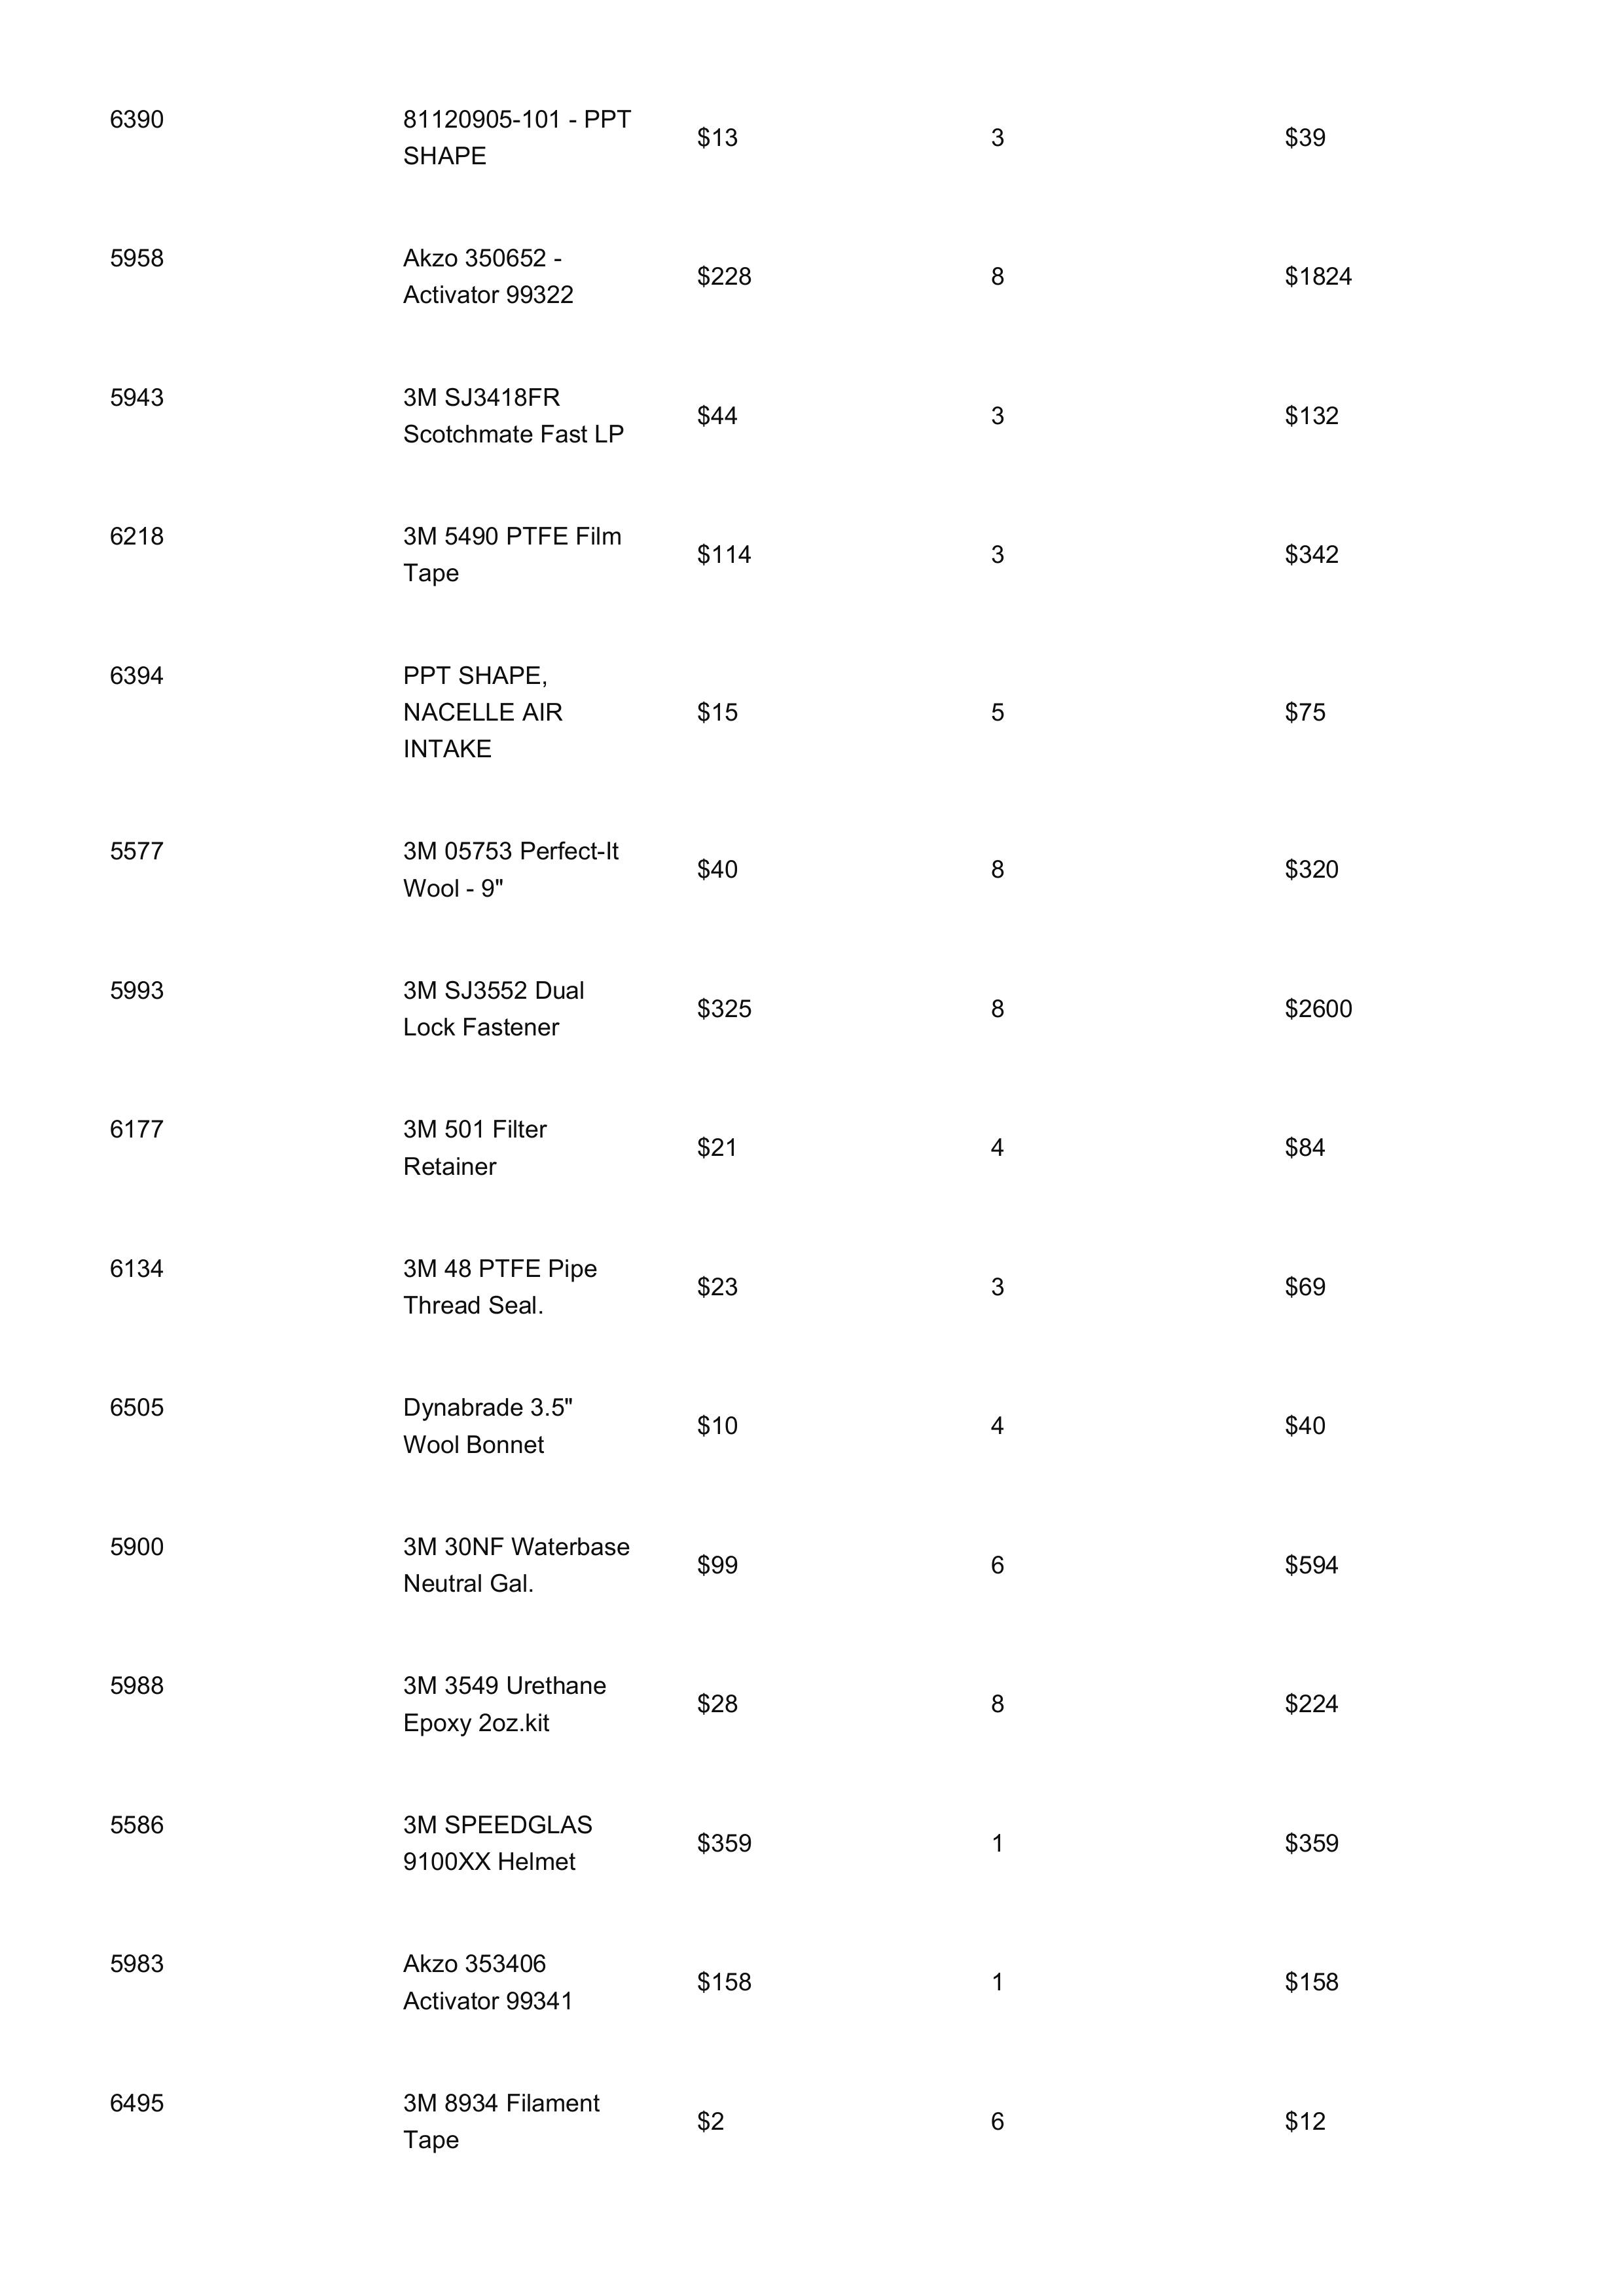 6390 81120905-101 - PPT SHAPE $13 3 $39
5958 Akzo 350652 - Activator 99322 $228 8 $1824
5943 3M SJ3418FR Scotchmate Fast LP $44 3 $132
6218 3M 5490 PTFE Film Tape $114 3 $342
6394 PPT SHAPE, NACELLE AIR INTAKE $15 5 $75
5577 3M 05753 Perfect-It Wool - 9" $40 8 $320
5993 3M SJ3552 Dual Lock Fastener $325 8 $2600
6177 3M 501 Filter Retainer $21 4 $84
6134 3M 48 PTFE Pipe Thread Seal. $23 3 $69
6505 Dynabrade 3.5" Wool Bonnet $10 4 $40
5900 3M 30NF Waterbase Neutral Gal. $99 6 $594
5988 3M 3549 Urethane Epoxy 2oz.kit $28 8 $224
5586 3M SPEEDGLAS 9100XX Helmet $359 1 $359
5983 Akzo 353406 Activator 99341 $158 1 $158
6495 3M 8934 Filament Tape $2 6 $12